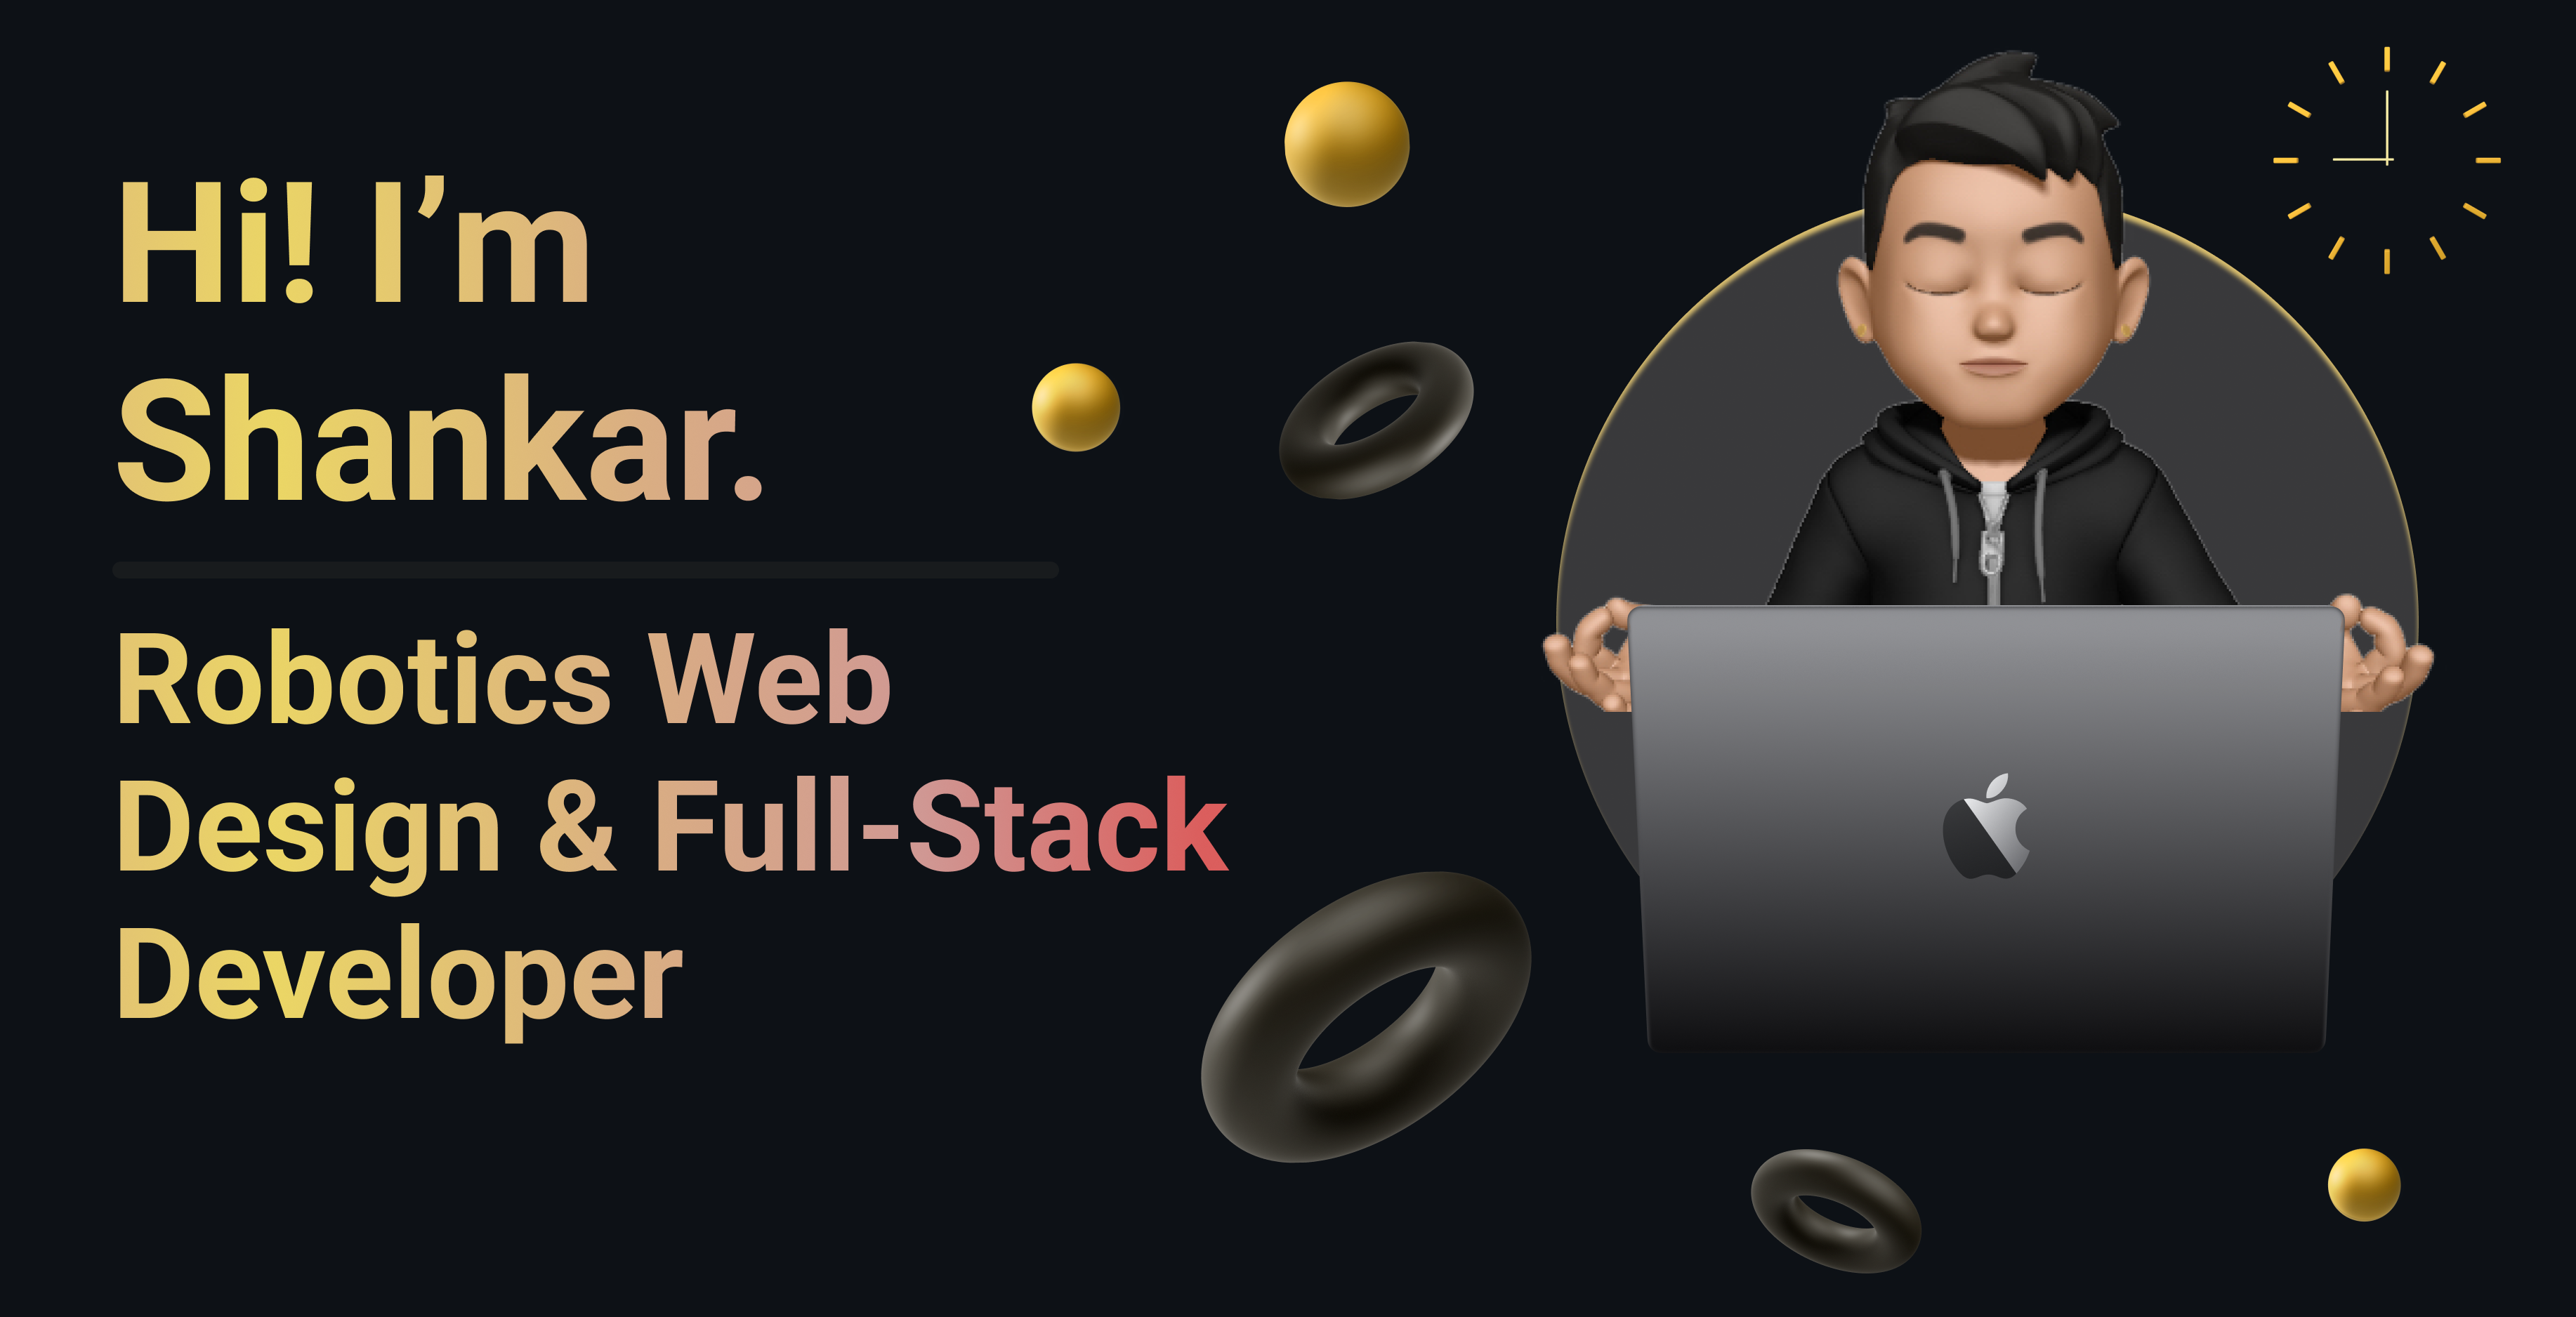 Hi! I’m
Shankar.
Robotics Web
Design & Full-Stack
Developer